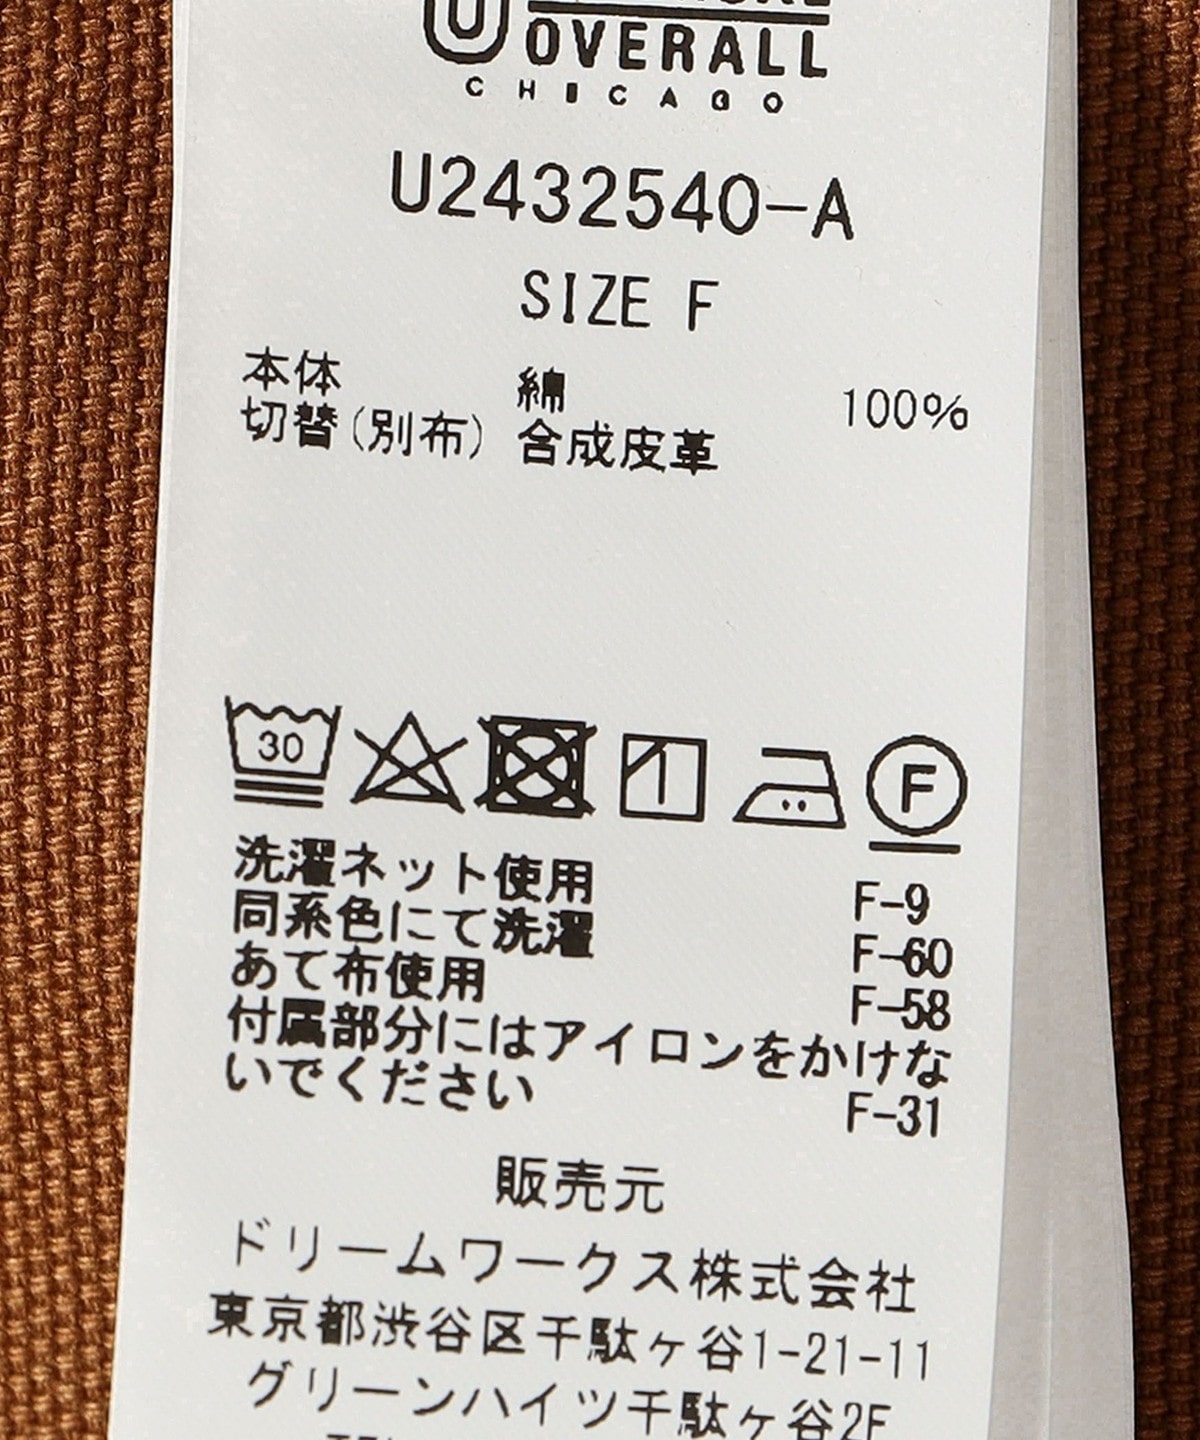 U OVERALL
CHICAGO
U2432540-A
SIZE F
本体 綿 100%
切替(別布) 合成皮革
30 F
洗濯ネット使用 F-9
同系色にて洗濯 F-60
あて布使用 F-58
付属部分にはアイロンをかけな
いでください F-31
販売元
ドリームワークス株式会社
東京都渋谷区千駄ヶ谷1-21-11
グリーンハイツ千駄ヶ谷2F